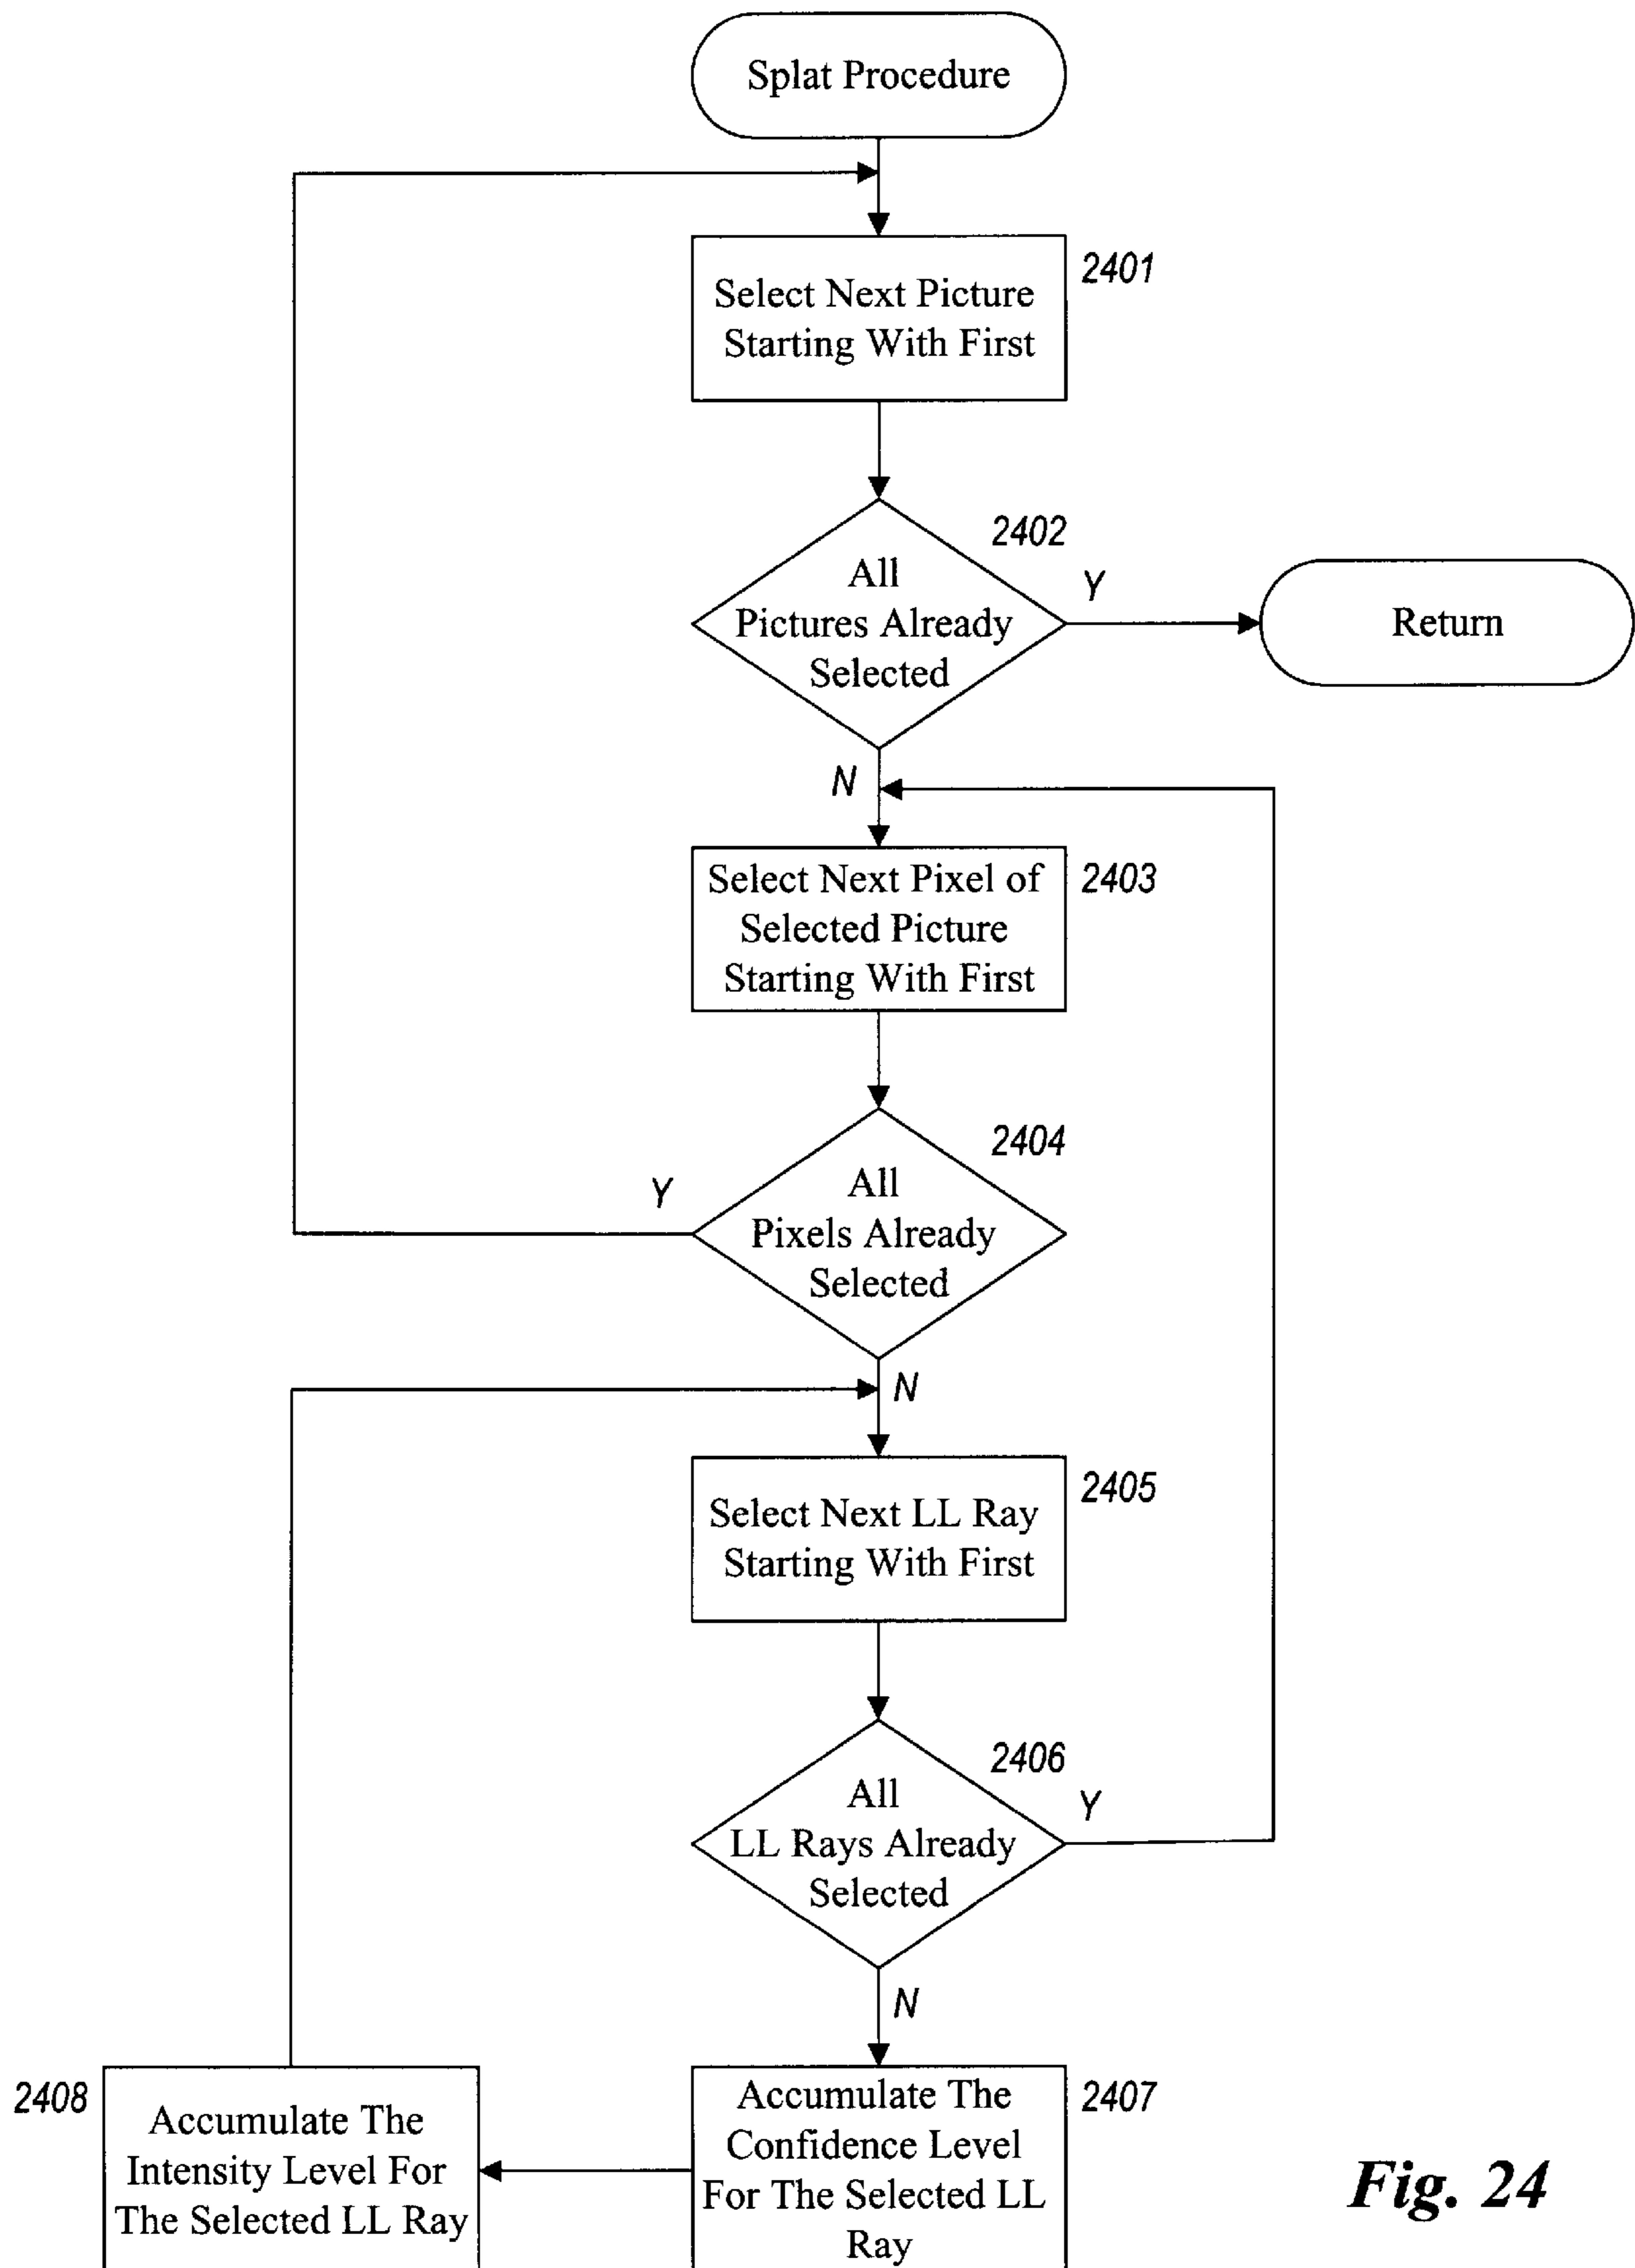 Splat Procedure
Select Next Picture
Starting With First
2401
All
Pictures Already
Selected
2402
Y
Return
N
Select Next Pixel of
Selected Picture
Starting With First
2403
All
Pixels Already
Selected
2404
Y
N
Select Next LL Ray
Starting With First
2405
All
LL Rays Already
Selected
2406
Y
N
Accumulate The
Confidence Level
For The Selected LL
Ray
2407
2408
Accumulate The
Intensity Level For
The Selected LL Ray
Fig. 24